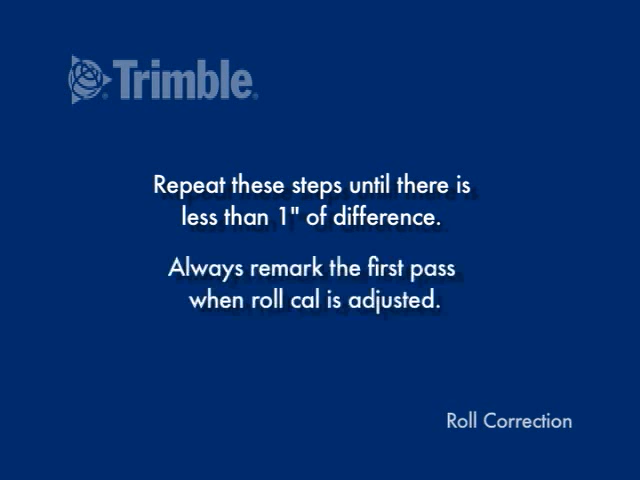 Trimble®
Repeat these steps until there is
less than 1" of difference.
Always remark the first pass
when roll cal is adjusted.
Roll Correction